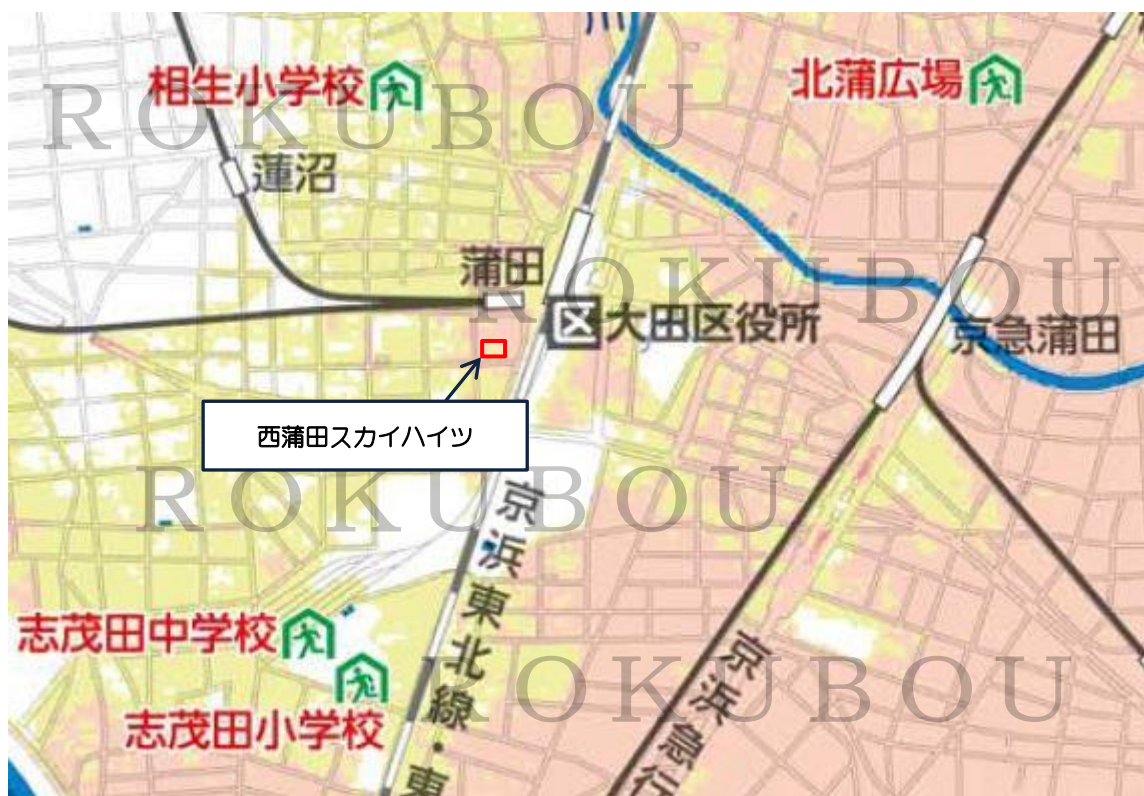 川
相生小学校
北蒲広場
ROKUBOU
蓮沼
蒲田
ROKUBOU
大田区役所
京急蒲田
西蒲田スカイハイツ
ROKUBOU
京浜東北線・東
志茂田中学校
志茂田小学校
ROKUBOU
京浜急行